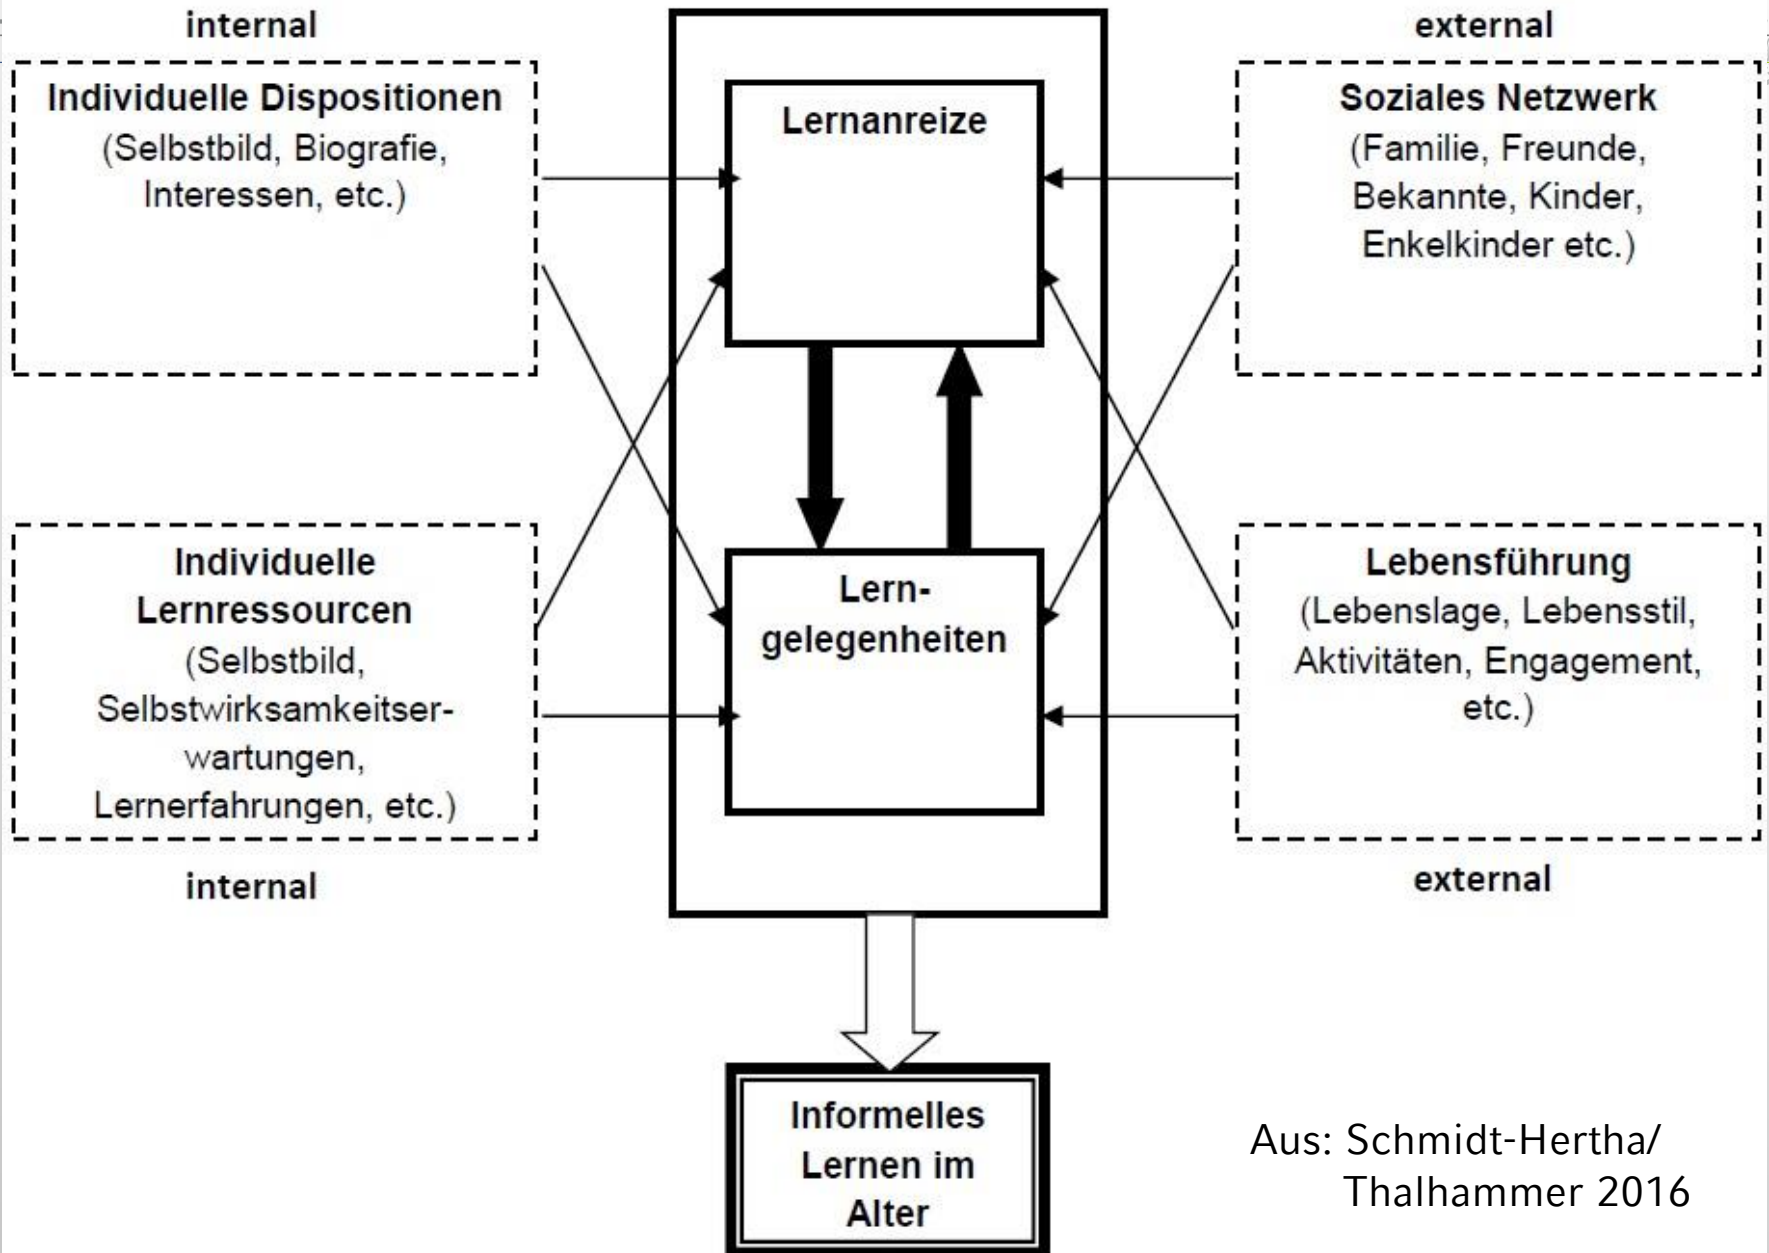 internal
Individuelle Dispositionen
(Selbstbild, Biografie,
Interessen, etc.)
Individuelle
Lernressourcen
(Selbstbild,
Selbstwirksamkeitser-
wartungen,
Lernerfahrungen, etc.)
internal
Lernanreize
Lern-
gelegenheiten
Informelles
Lernen im
Alter
external
Soziales Netzwerk
(Familie, Freunde,
Bekannte, Kinder,
Enkelkinder etc.)
Lebensführung
(Lebenslage, Lebensstil,
Aktivitäten, Engagement,
etc.)
external
Aus: Schmidt-Hertha/
Thalhammer 2016